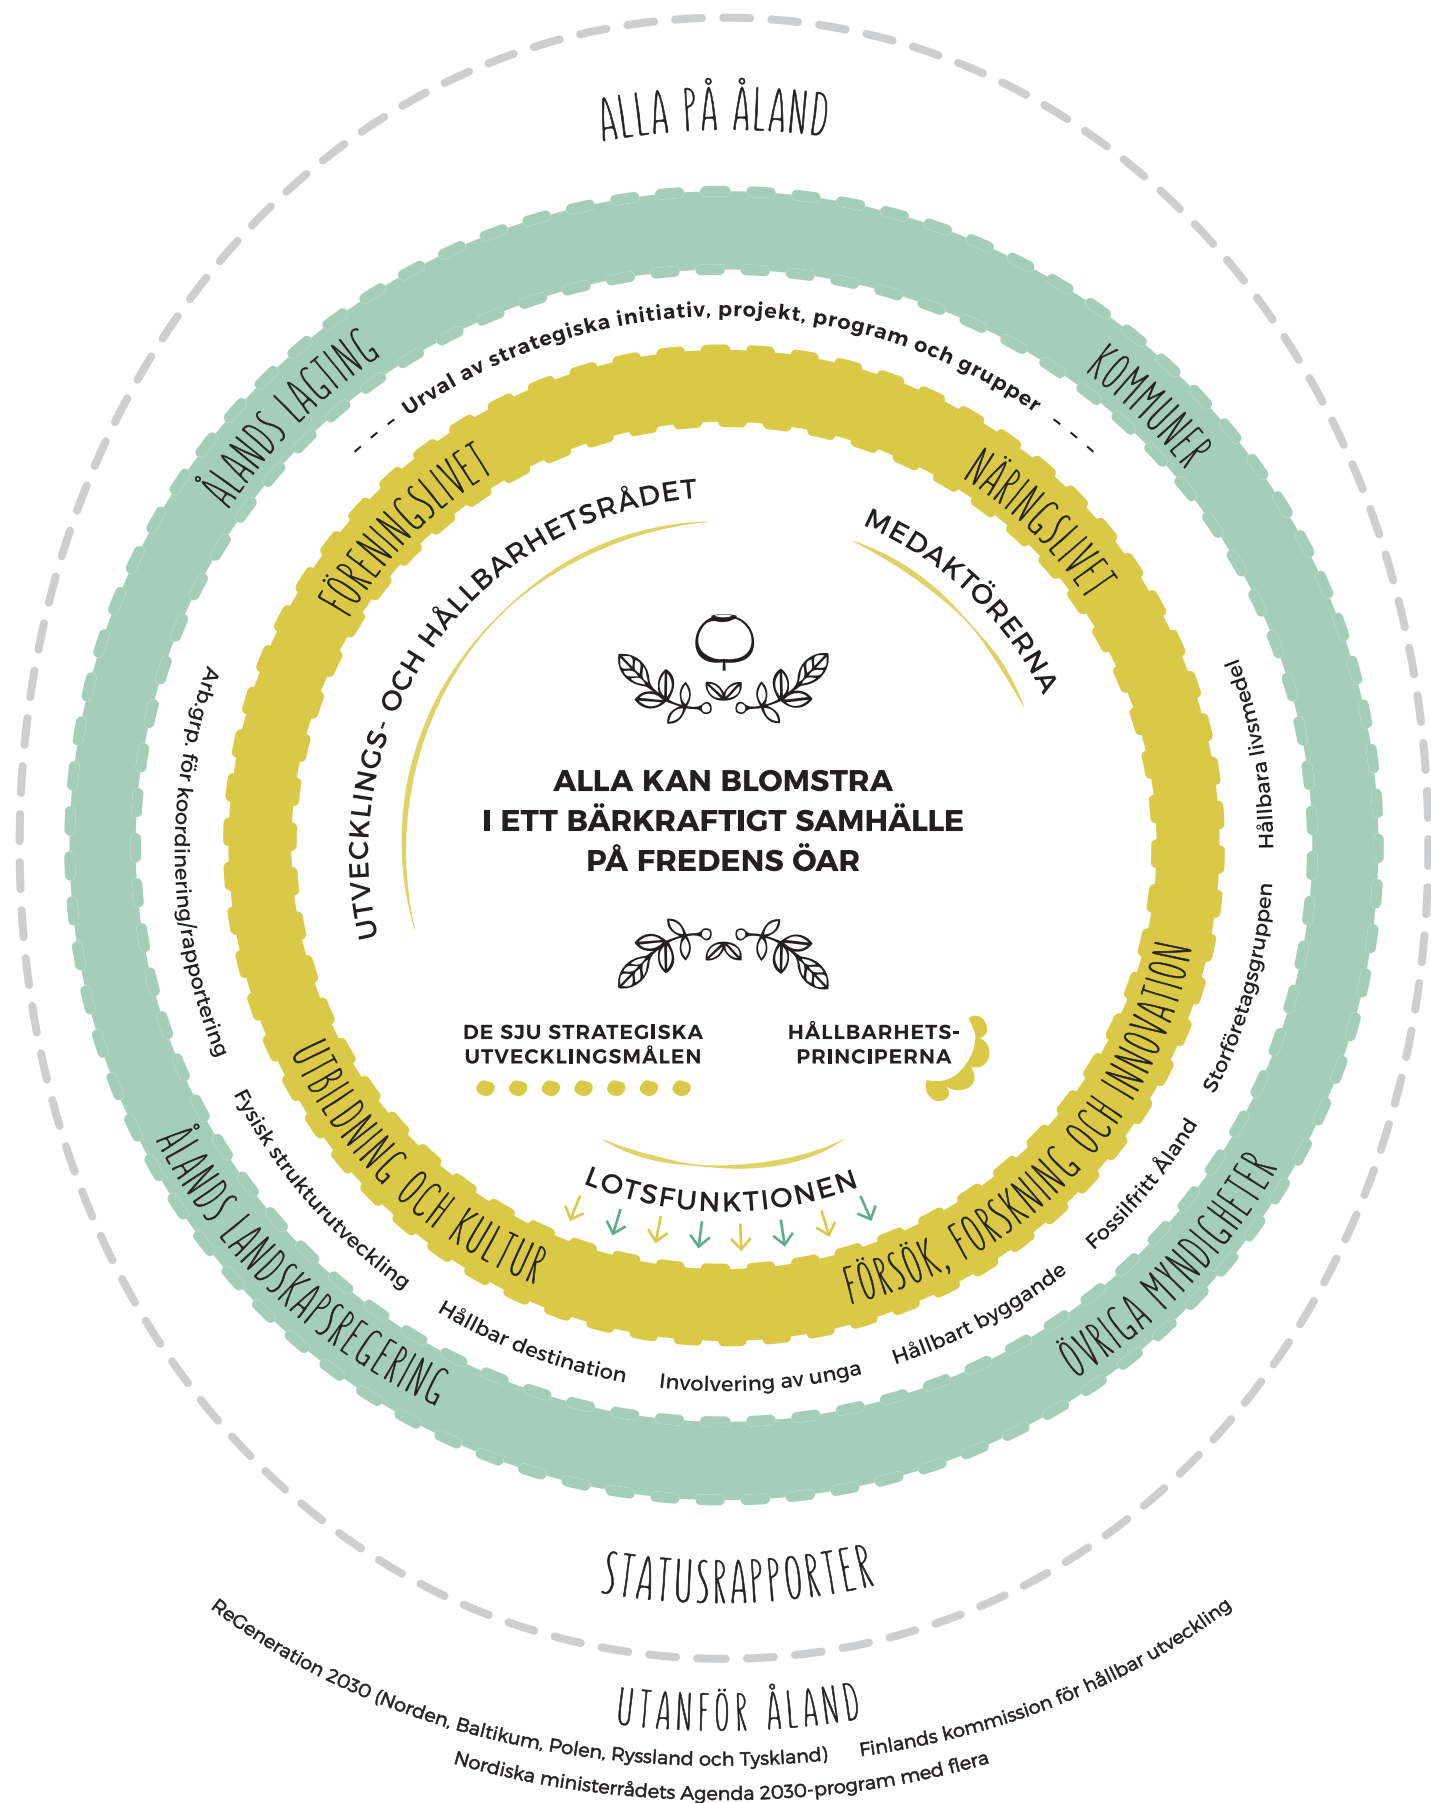 ALLA PÅ ÅLAND
ÅLANDS LAGTING
KOMMUNER
- - - Urval av strategiska initiativ, projekt, program och grupper - - -
FÖRENINGSLIVET
NÄRINGSLIVET
UTVECKLINGS- OCH HÅLLBARHETSRÅDET
MEDAKTÖRERNA
ALLA KAN BLOMSTRA
I ETT BÄRKRAFTIGT SAMHÄLLE
PÅ FREDENS ÖAR
DE SJU STRATEGISKA
UTVECKLINGSMÅLEN
HÅLLBARHETS-
PRINCIPERNA
LOTSFUNKTIONEN
UTBILDNING OCH KULTUR
FÖRSÖK, FORSKNING OCH INNOVATION
Arb.grp. för koordinering/rapportering
Fysisk strukturutveckling
Hållbar destination
Involvering av unga
Hållbart byggande
Fossilfritt Åland
Storföretagsgruppen
Hållbara livsmedel
ÅLANDS LANDSKAPSREGERING
ÖVRIGA MYNDIGHETER
STATUSRAPPORTER
UTANFÖR ÅLAND
ReGeneration 2030 (Norden, Baltikum, Polen, Ryssland och Tyskland)
Finlands kommission för hållbar utveckling
Nordiska ministerrådets Agenda 2030-program med flera